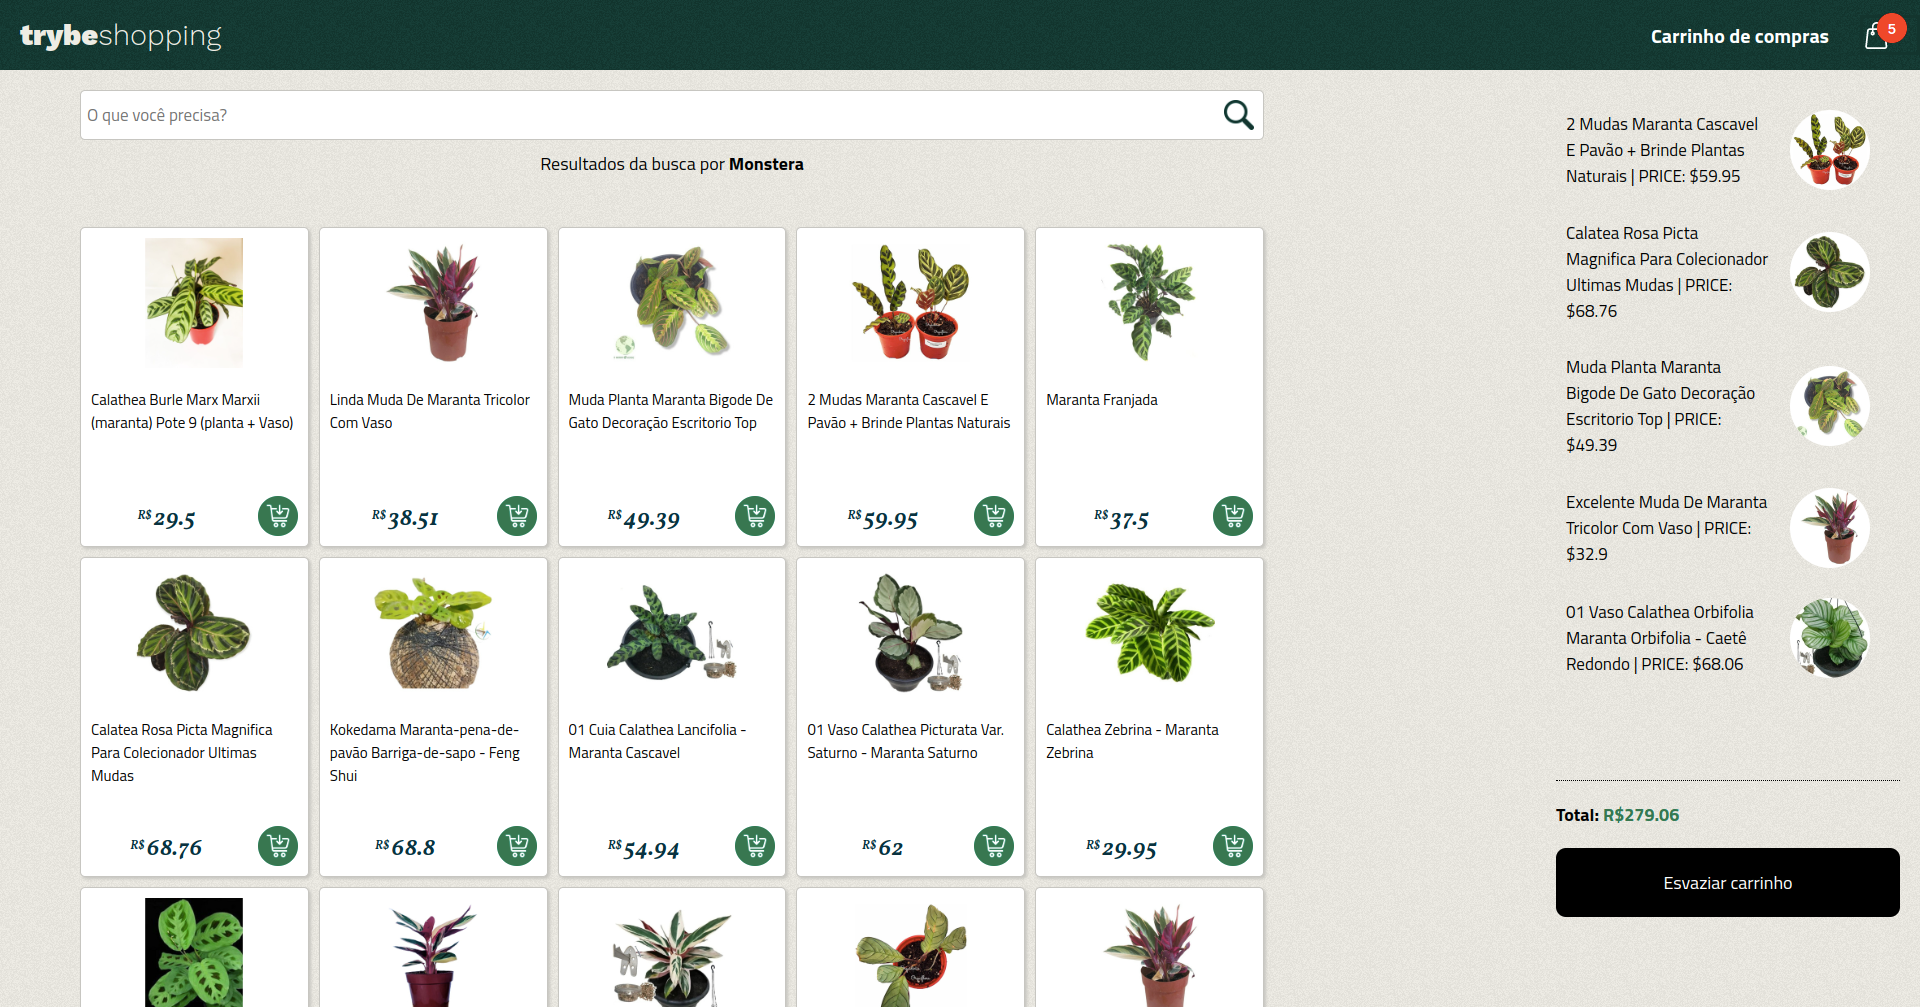 trybeshopping
Carrinho de compras
5
O que você precisa?
Resultados da busca por Monstera
Calathea Burle Marx Marxii
(maranta) Pote 9 (planta + Vaso)
R$29.5
Linda Muda De Maranta Tricolor
Com Vaso
R$38.51
Muda Planta Maranta Bigode De
Gato Decoração Escritorio Top
R$49.39
2 Mudas Maranta Cascavel E
Pavão + Brinde Plantas Naturais
R$59.95
Maranta Franjada
R$37.5
Calatea Rosa Picta Magnifica
Para Colecionador Ultimas
Mudas
R$68.76
Kokedama Maranta-pena-de-
pavão Barriga-de-sapo - Feng
Shui
R$68.8
01 Cuia Calathea Lancifolia -
Maranta Cascavel
R$54.94
01 Vaso Calathea Picturata Var.
Saturno - Maranta Saturno
R$62
Calathea Zebrina - Maranta
Zebrina
R$29.95
2 Mudas Maranta Cascavel
E Pavão + Brinde Plantas
Naturais | PRICE: $59.95
Calatea Rosa Picta
Magnifica Para Colecionador
Ultimas Mudas | PRICE:
$68.76
Muda Planta Maranta
Bigode De Gato Decoração
Escritorio Top | PRICE:
$49.39
Excelente Muda De Maranta
Tricolor Com Vaso | PRICE:
$32.9
01 Vaso Calathea Orbifolia
Maranta Orbifolia - Caetê
Redondo | PRICE: $68.06
Total: R$279.06
Esvaziar carrinho